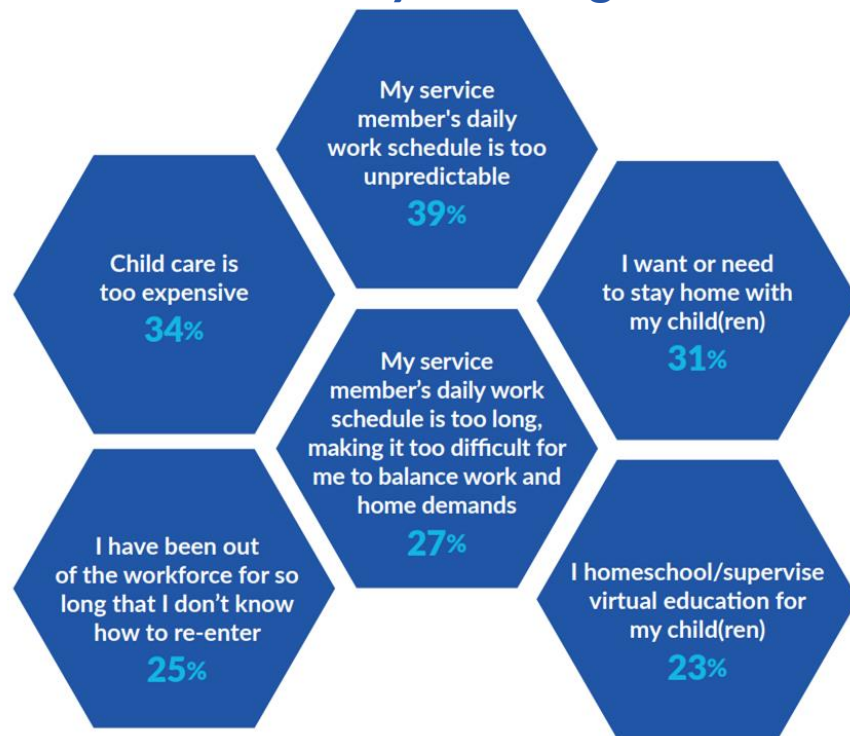 My service
member's daily
work schedule is too
unpredictable
39%
Child care is
too expensive
34%
I want or need
to stay home with
my child(ren)
31%
My service
member’s daily work
schedule is too long,
making it too difficult for
me to balance work and
home demands
27%
I have been out
of the workforce for so
long that I don’t know
how to re-enter
25%
I homeschool/supervise
virtual education for
my child(ren)
23%